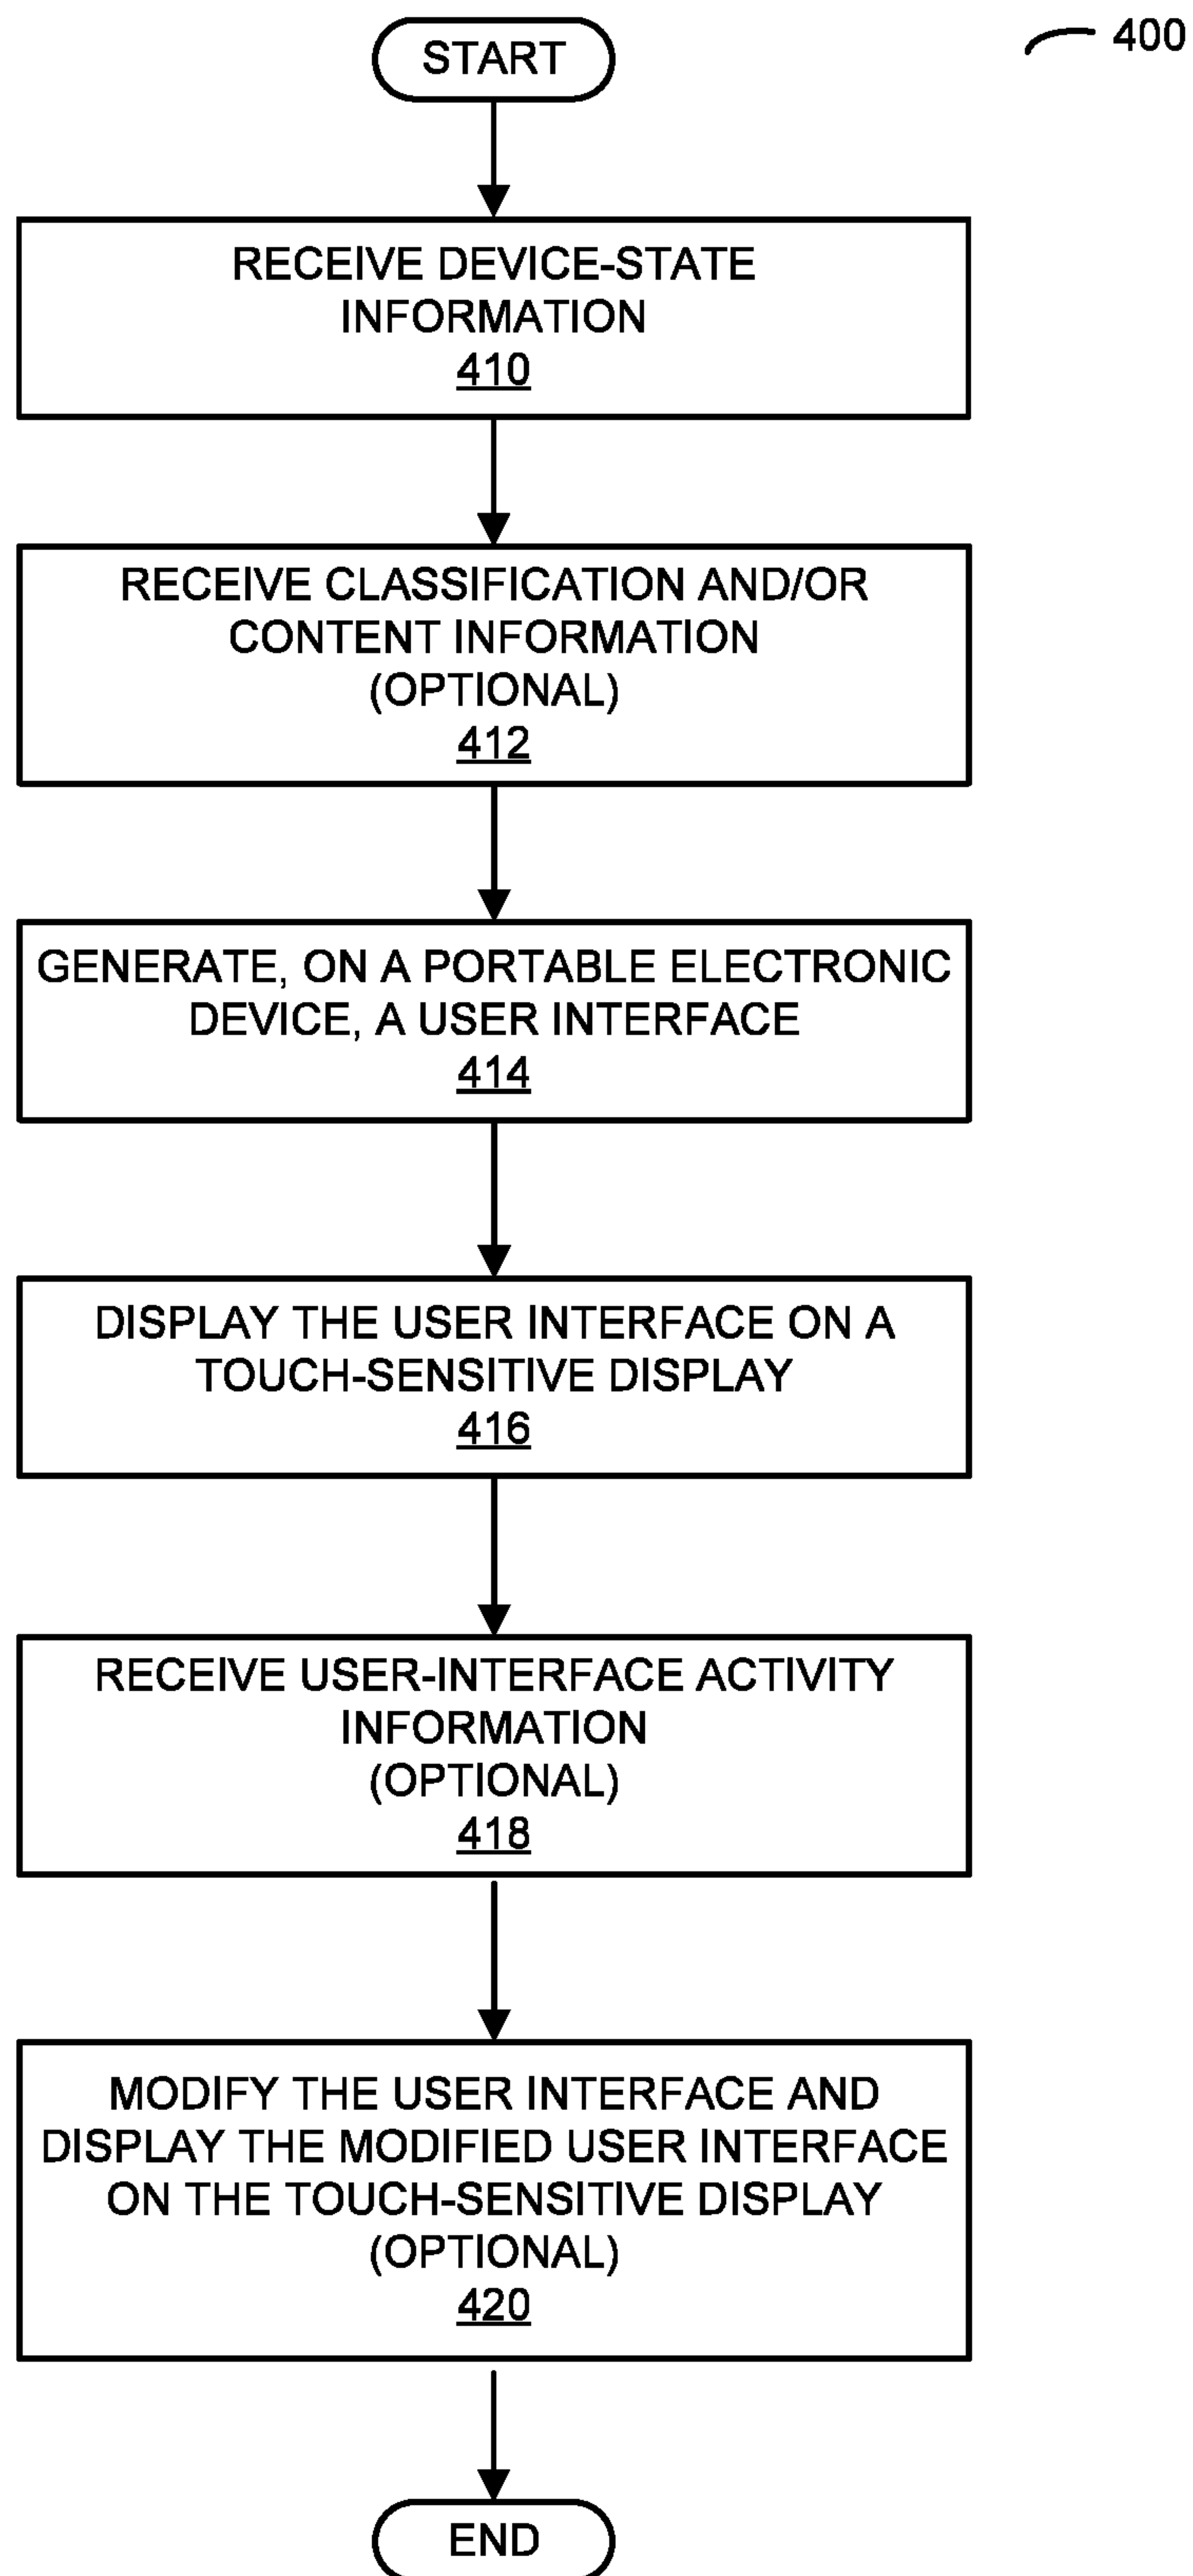 START
400
RECEIVE DEVICE-STATE
INFORMATION
410
RECEIVE CLASSIFICATION AND/OR
CONTENT INFORMATION
(OPTIONAL)
412
GENERATE, ON A PORTABLE ELECTRONIC
DEVICE, A USER INTERFACE
414
DISPLAY THE USER INTERFACE ON A
TOUCH-SENSITIVE DISPLAY
416
RECEIVE USER-INTERFACE ACTIVITY
INFORMATION
(OPTIONAL)
418
MODIFY THE USER INTERFACE AND
DISPLAY THE MODIFIED USER INTERFACE
ON THE TOUCH-SENSITIVE DISPLAY
(OPTIONAL)
420
END